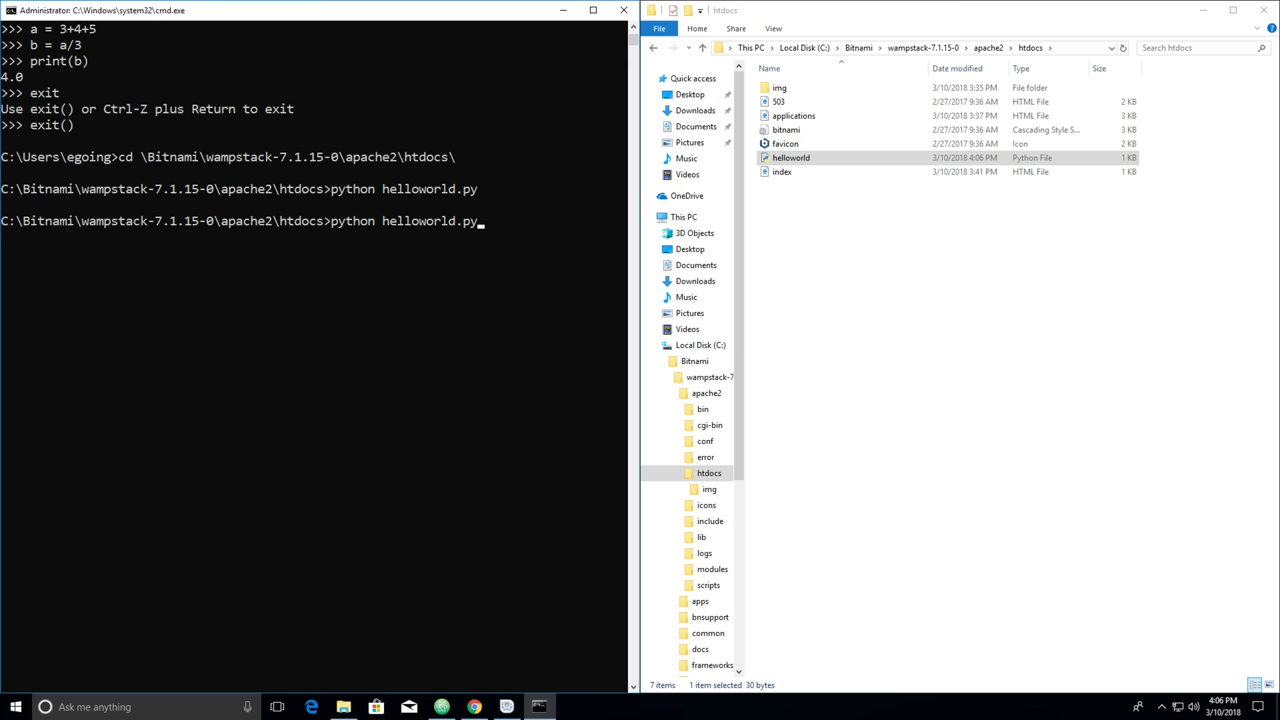 Administrator: C:\Windows\system32\cmd.exe
>>> a = 3+4+5
>>> b = a/3
>>> print(b)
4.0
>>> exit
Use exit() or Ctrl-Z plus Return to exit
>>> exit()
C:\Users\egoing>cd \Bitnami\wampstack-7.1.15-0\apache2\htdocs\
C:\Bitnami\wampstack-7.1.15-0\apache2\htdocs>python helloworld.py
C:\Bitnami\wampstack-7.1.15-0\apache2\htdocs>python helloworld.py
htdocs
File Home Share View
This PC Local Disk (C:) Bitnami wampstack-7.1.15-0 apache2 htdocs Search htdocs
Name Date modified Type Size
img 3/10/2018 3:35 PM File folder
503 2/27/2017 9:36 AM HTML File 2 KB
applications 3/10/2018 3:37 PM HTML File 3 KB
bitnami 2/27/2017 9:36 AM Cascading Style S... 3 KB
favicon 2/27/2017 9:36 AM Icon 2 KB
helloworld 3/10/2018 4:06 PM Python File 1 KB
index 3/10/2018 3:41 PM HTML File 1 KB
Quick access
Desktop
Downloads
Documents
Pictures
Music
Videos
OneDrive
This PC
3D Objects
Desktop
Documents
Downloads
Music
Pictures
Videos
Local Disk (C:)
Bitnami
wampstack-7
apache2
bin
cgi-bin
conf
error
htdocs
img
icons
include
lib
logs
modules
scripts
apps
bnsupport
common
docs
frameworks
7 items 1 item selected 30 bytes
Ask me anything
4:06 PM
3/10/2018